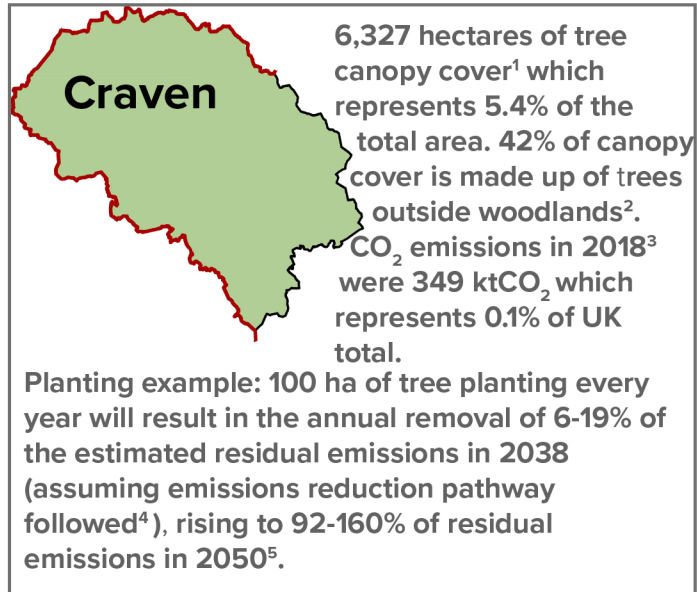 Craven
6,327 hectares of tree
canopy cover¹ which
represents 5.4% of the
total area. 42% of canopy
cover is made up of trees
outside woodlands².
CO₂ emissions in 2018³
were 349 ktCO₂ which
represents 0.1% of UK
total.
Planting example: 100 ha of tree planting every
year will result in the annual removal of 6-19% of
the estimated residual emissions in 2038
(assuming emissions reduction pathway
followed⁴), rising to 92-160% of residual
emissions in 2050⁵.